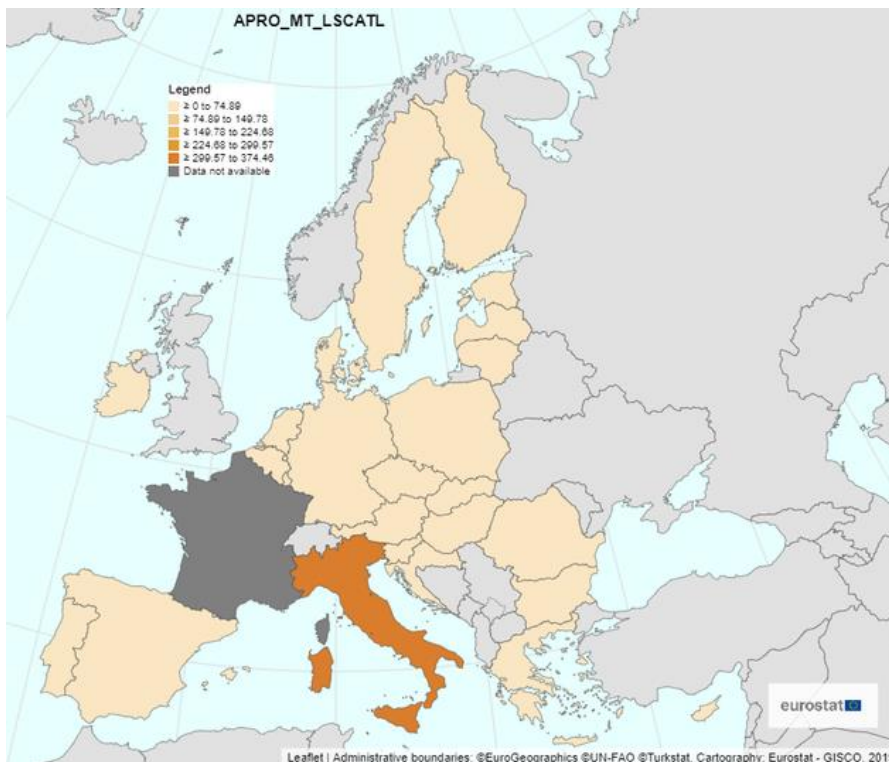 APRO_MT_LSCATL
Legend
≥ 0 to 74.89
≥ 74.89 to 149.78
≥ 149.78 to 224.68
≥ 224.68 to 299.57
≥ 299.57 to 374.46
Data not available
eurostat
Leaflet | Administrative boundaries: ©EuroGeographics ©UN-FAO ©Turkstat, Cartography: Eurostat - GISCO, 201